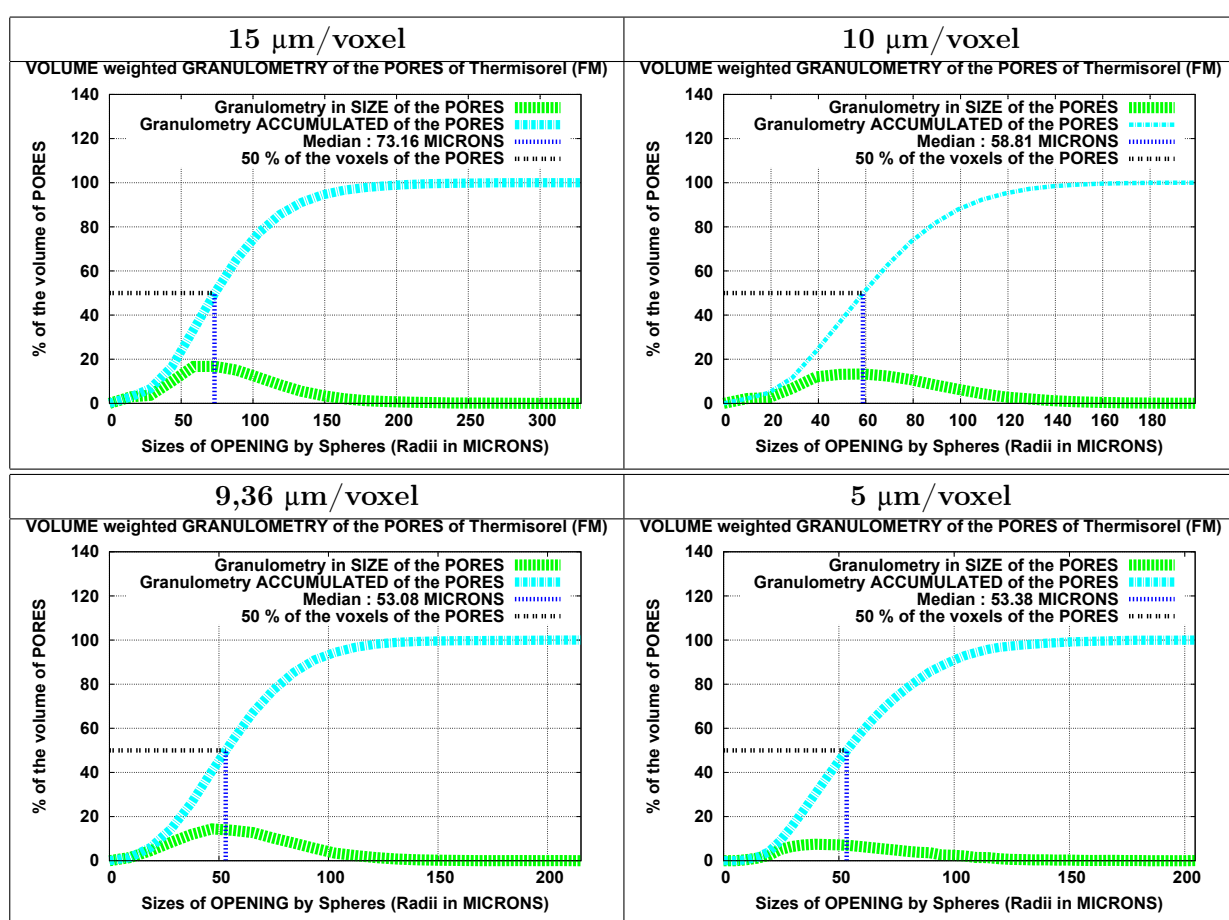 15 µm/voxel
VOLUME weighted GRANULOMETRY of the PORES of Thermisorel (FM)
% of the volume of PORES
140
120
100
80
60
40
20
0
Granulometry in SIZE of the PORES
Granulometry ACCUMULATED of the PORES
Median : 73.16 MICRONS
50 % of the voxels of the PORES
0 50 100 150 200 250 300
Sizes of OPENING by Spheres (Radii in MICRONS)
10 µm/voxel
VOLUME weighted GRANULOMETRY of the PORES of Thermisorel (FM)
% of the volume of PORES
140
120
100
80
60
40
20
0
Granulometry in SIZE of the PORES
Granulometry ACCUMULATED of the PORES
Median : 58.81 MICRONS
50 % of the voxels of the PORES
0 20 40 60 80 100 120 140 160 180
Sizes of OPENING by Spheres (Radii in MICRONS)
9,36 µm/voxel
VOLUME weighted GRANULOMETRY of the PORES of Thermisorel (FM)
% of the volume of PORES
140
120
100
80
60
40
20
0
Granulometry in SIZE of the PORES
Granulometry ACCUMULATED of the PORES
Median : 53.08 MICRONS
50 % of the voxels of the PORES
0 50 100 150 200
Sizes of OPENING by Spheres (Radii in MICRONS)
5 µm/voxel
VOLUME weighted GRANULOMETRY of the PORES of Thermisorel (FM)
% of the volume of PORES
140
120
100
80
60
40
20
0
Granulometry in SIZE of the PORES
Granulometry ACCUMULATED of the PORES
Median : 53.38 MICRONS
50 % of the voxels of the PORES
0 50 100 150 200
Sizes of OPENING by Spheres (Radii in MICRONS)